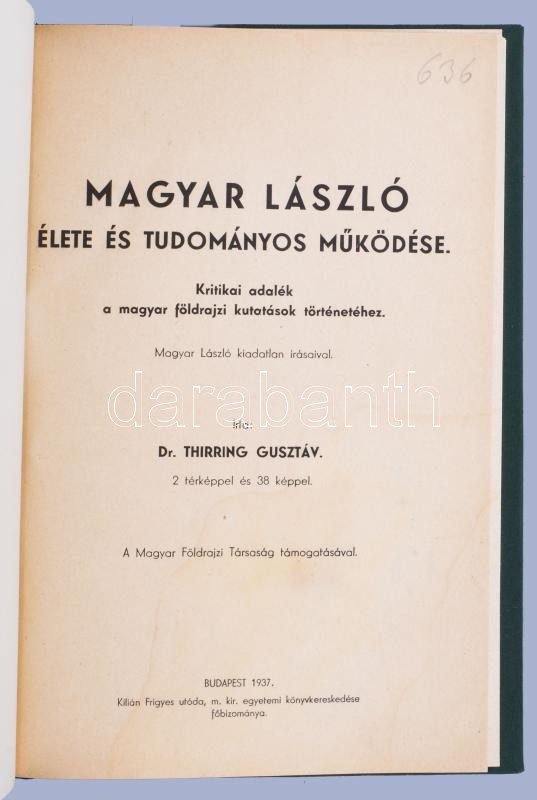 636
MAGYAR LÁSZLÓ
ÉLETE ÉS TUDOMÁNYOS MŰKÖDÉSE.
Kritikai adalék
a magyar földrajzi kutatások történetéhez.
Magyar László kiadatlan irásaival.
darabanth
irta:
Dr. THIRRING GUSZTÁV.
2 térképpel és 38 képpel.
A Magyar Földrajzi Társaság támogatásával.
BUDAPEST 1937.
Kilián Frigyes utóda, m. kir. egyetemi könyvkereskedése
főbizománya.